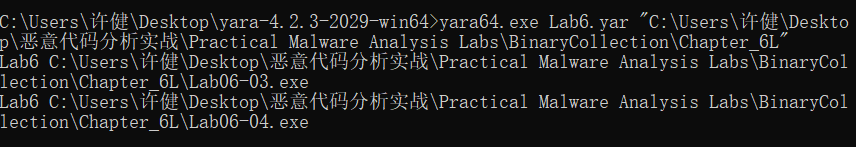 C:\Users\许健\Desktop\yara-4.2.3-2029-win64>yara64.exe Lab6.yar "C:\Users\许健\Deskto
p\恶意代码分析实战\Practical Malware Analysis Labs\BinaryCollection\Chapter_6L"
Lab6 C:\Users\许健\Desktop\恶意代码分析实战\Practical Malware Analysis Labs\BinaryCol
lection\Chapter_6L\Lab06-03.exe
Lab6 C:\Users\许健\Desktop\恶意代码分析实战\Practical Malware Analysis Labs\BinaryCol
lection\Chapter_6L\Lab06-04.exe